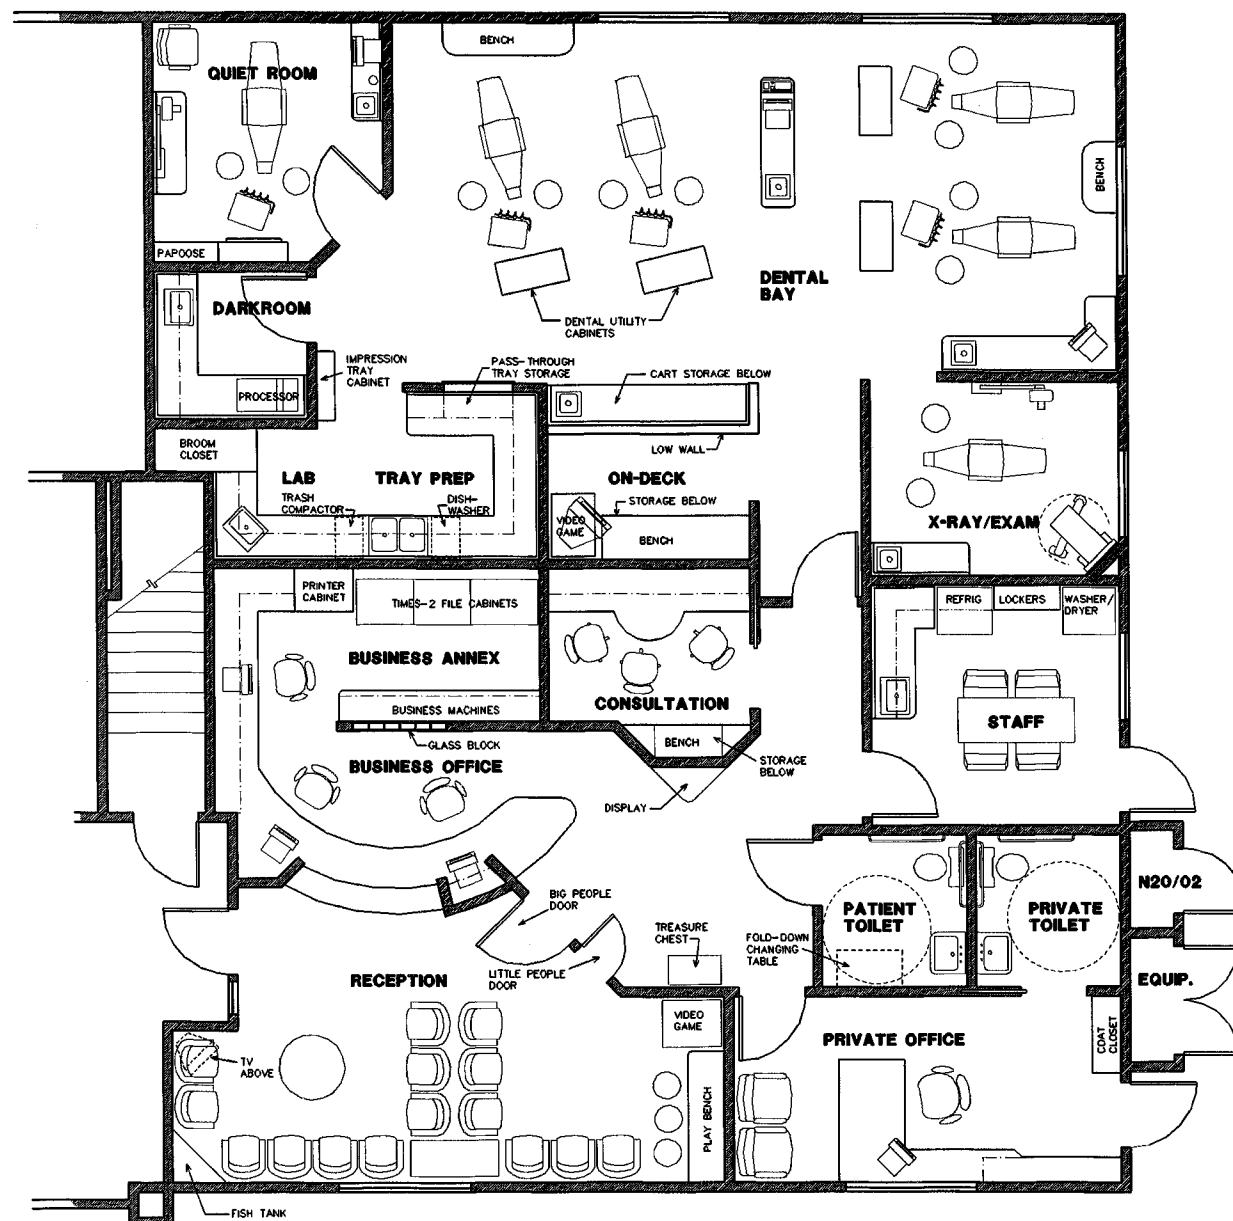 BENCH
QUIET ROOM
BENCH
PAPOOSE
DENTAL
BAY
DARKROOM
DENTAL UTILITY
CABINETS
IMPRESSION
TRAY
CABINET
PASS-THROUGH
TRAY STORAGE
CART STORAGE BELOW
PROCESSOR
BROOM
CLOSET
LOW WALL
LAB
TRAY PREP
ON-DECK
TRASH
COMPACTOR
DISH-
WASHER
STORAGE BELOW
VIDEO
GAME
BENCH
X-RAY/EXAM
PRINTER
CABINET
TIMES-2 FILE CABINETS
REFRIG
LOCKERS
WASHER/
DRYER
BUSINESS ANNEX
CONSULTATION
BUSINESS MACHINES
STAFF
GLASS BLOCK
BENCH
BUSINESS OFFICE
STORAGE
BELOW
DISPLAY
BIG PEOPLE
DOOR
PATIENT
TOILET
PRIVATE
TOILET
N20/02
TREASURE
CHEST
FOLD-DOWN
CHANGING
TABLE
RECEPTION
LITTLE PEOPLE
DOOR
EQUIP.
VIDEO
GAME
PRIVATE OFFICE
COAT
CLOSET
TV
ABOVE
PLAY BENCH
FISH TANK